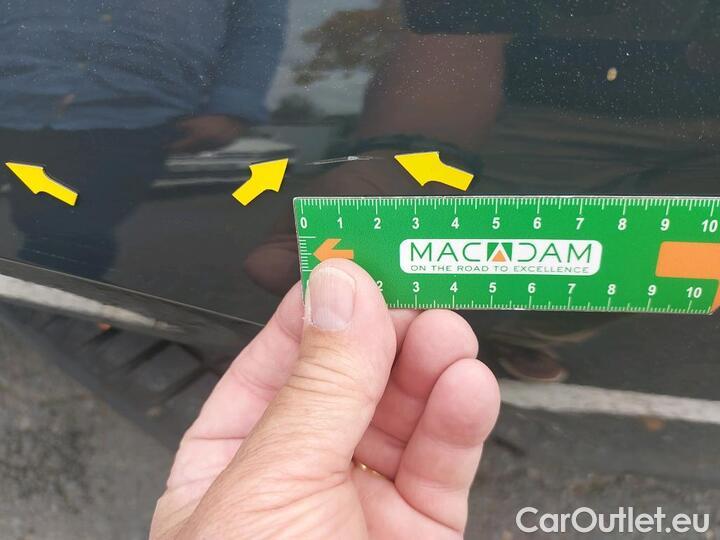 0 1 2 3 4 5 6 7 8 9 10
MACADAM
ON THE ROAD TO EXCELLENCE
2 3 4 5 6 7 8 9 10
CarOutlet.eu